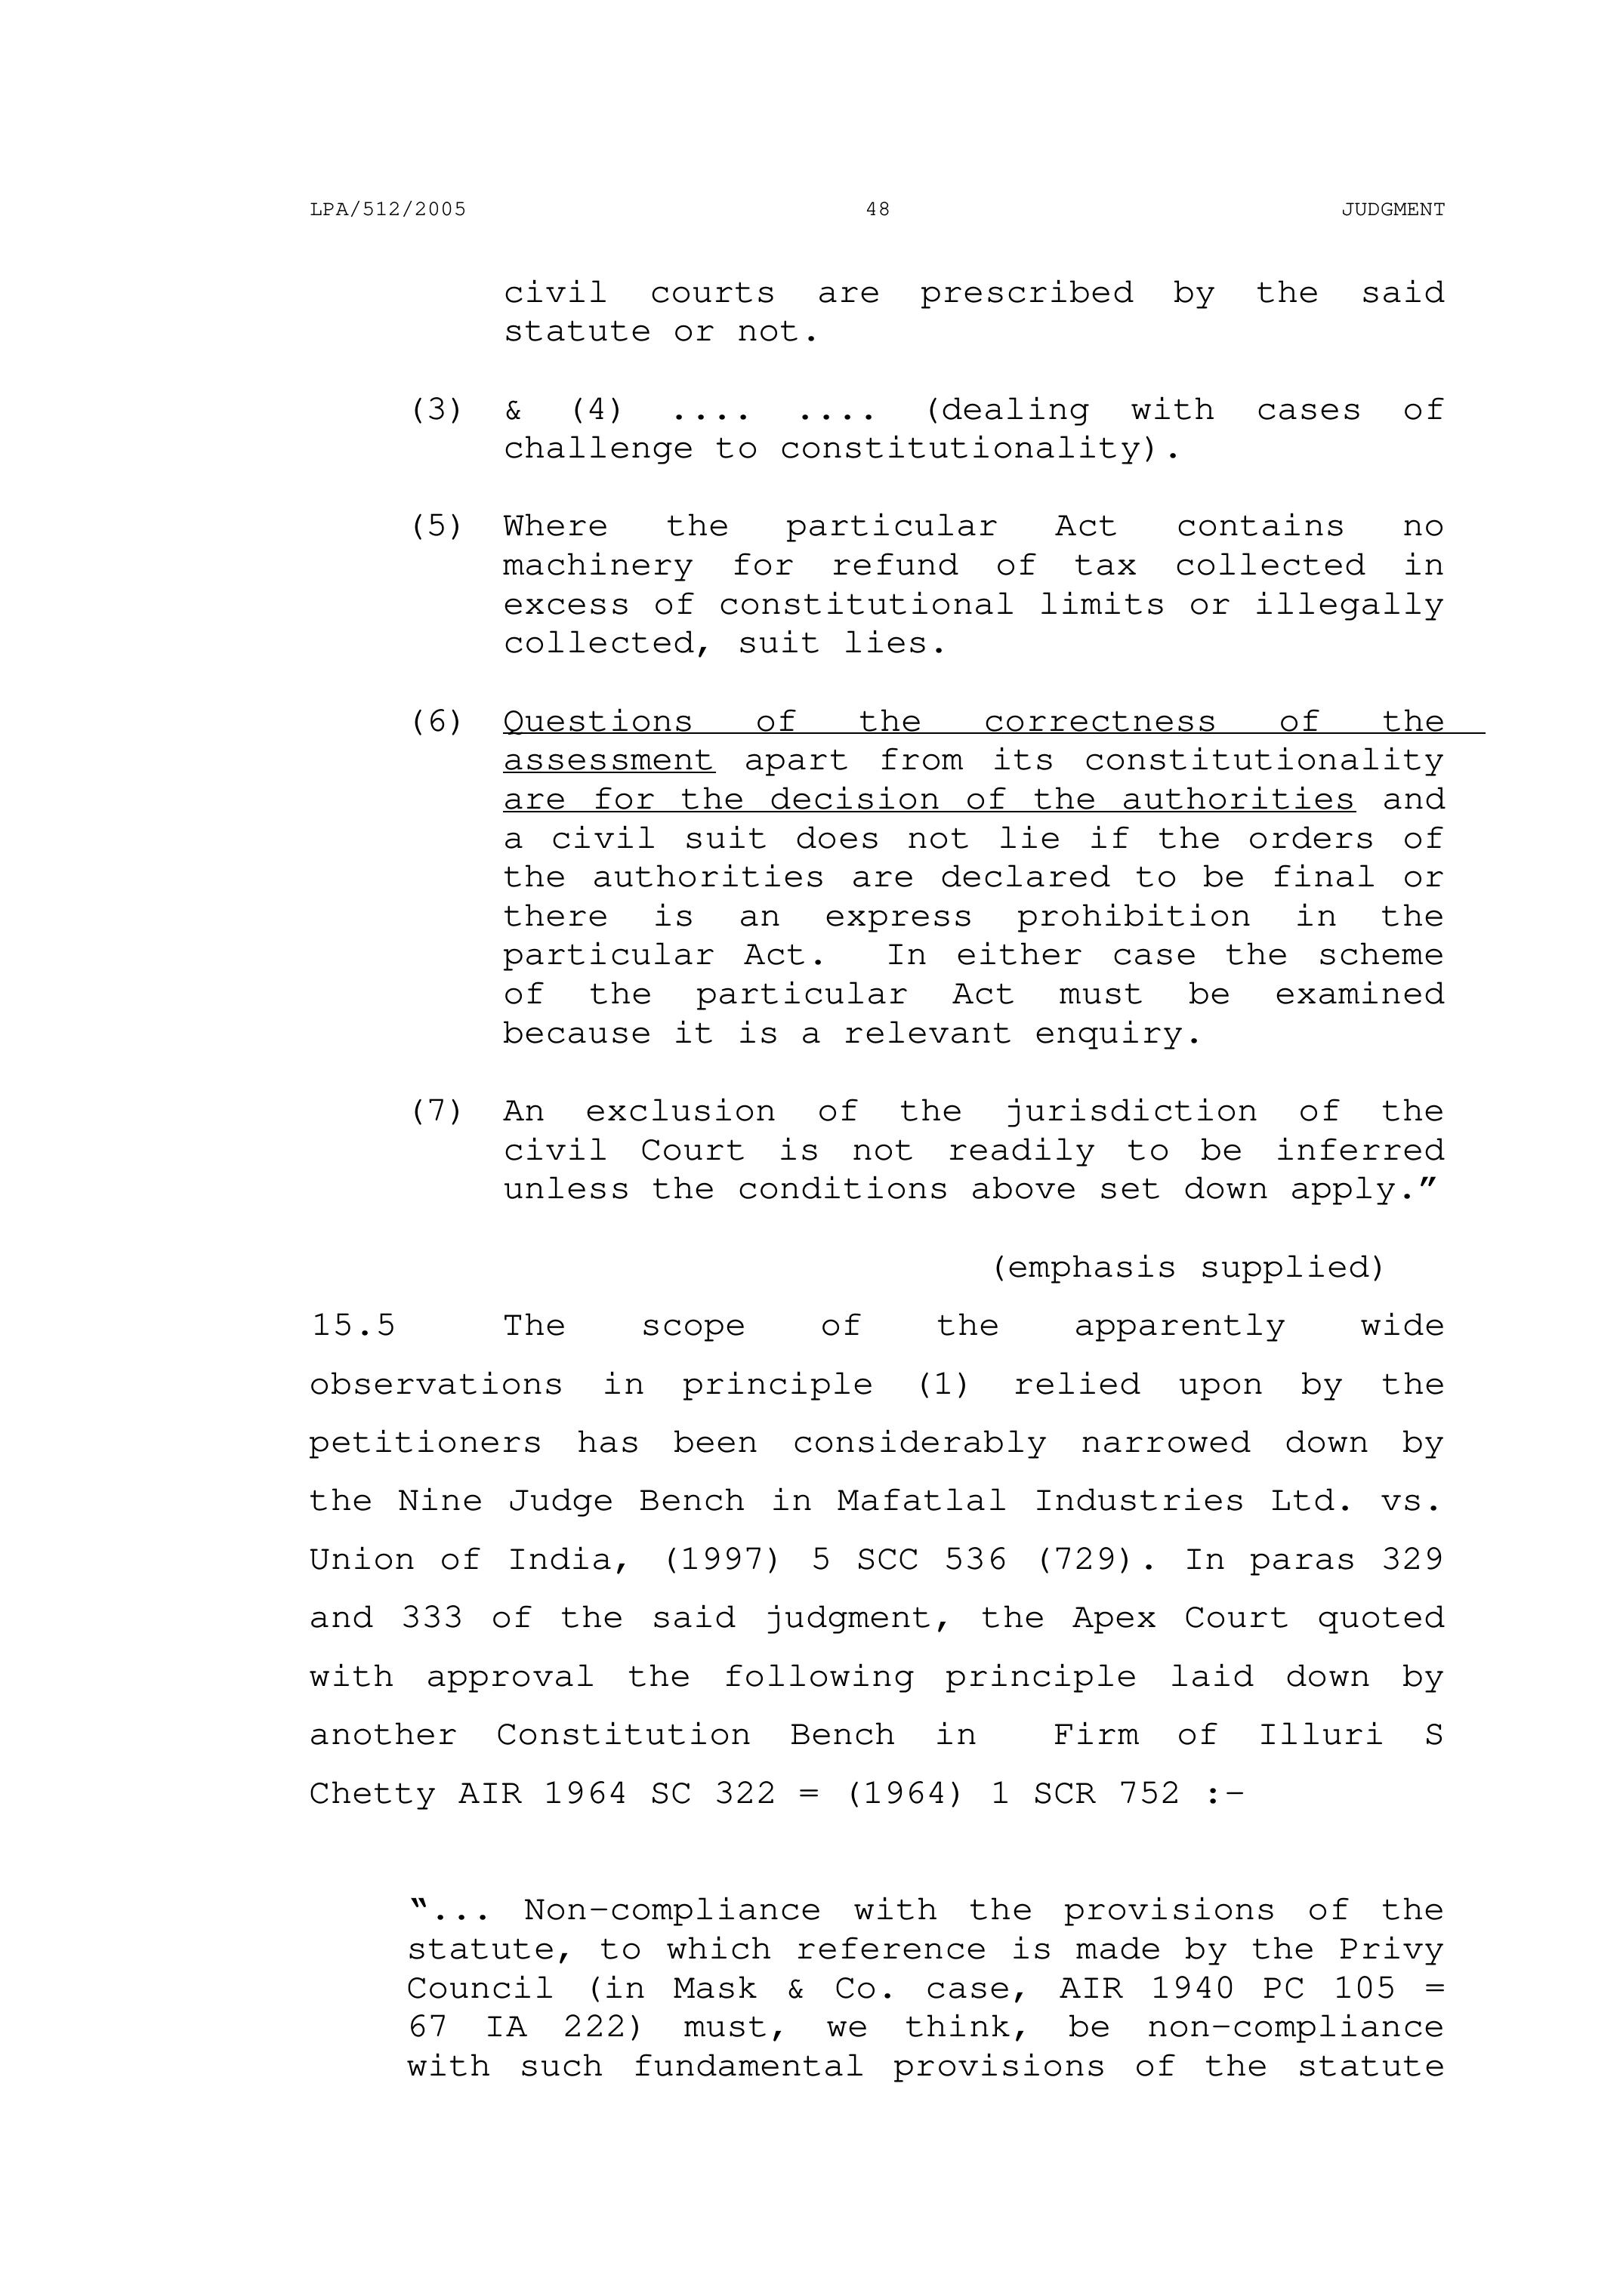 LPA/512/2005 48 JUDGMENT
civil courts are prescribed by the said
statute or not.
(3) & (4) .... .... (dealing with cases of
challenge to constitutionality).
(5) Where the particular Act contains no
machinery for refund of tax collected in
excess of constitutional limits or illegally
collected, suit lies.
(6) Questions of the correctness of the
assessment apart from its constitutionality
are for the decision of the authorities and
a civil suit does not lie if the orders of
the authorities are declared to be final or
there is an express prohibition in the
particular Act. In either case the scheme
of the particular Act must be examined
because it is a relevant enquiry.
(7) An exclusion of the jurisdiction of the
civil Court is not readily to be inferred
unless the conditions above set down apply.”
(emphasis supplied)
15.5 The scope of the apparently wide
observations in principle (1) relied upon by the
petitioners has been considerably narrowed down by
the Nine Judge Bench in Mafatlal Industries Ltd. vs.
Union of India, (1997) 5 SCC 536 (729). In paras 329
and 333 of the said judgment, the Apex Court quoted
with approval the following principle laid down by
another Constitution Bench in Firm of Illuri S
Chetty AIR 1964 SC 322 = (1964) 1 SCR 752 :-
“... Non-compliance with the provisions of the
statute, to which reference is made by the Privy
Council (in Mask & Co. case, AIR 1940 PC 105 =
67 IA 222) must, we think, be non-compliance
with such fundamental provisions of the statute